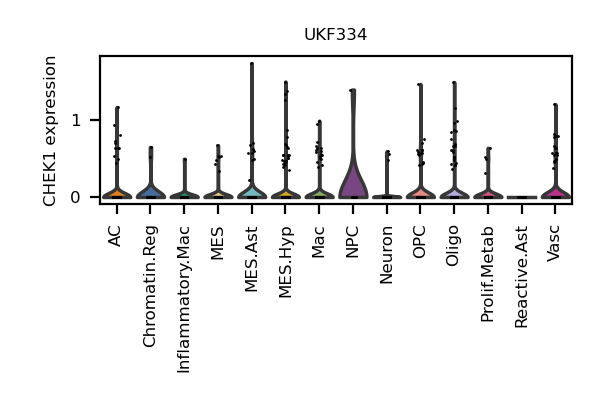 UKF334
CHEK1 expression
1
0
AC
Chromatin.Reg
Inflammatory.Mac
MES
MES.Ast
MES.Hyp
Mac
NPC
Neuron
OPC
Oligo
Prolif.Metab
Reactive.Ast
Vasc